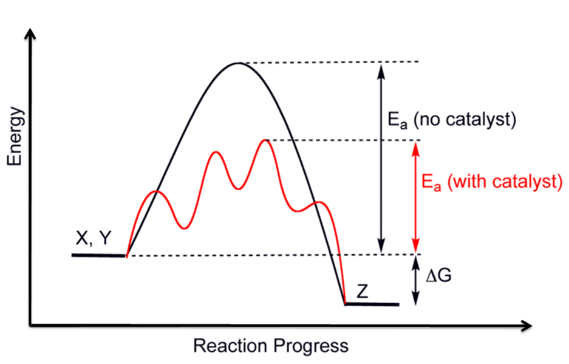 Energy
Eₐ (no catalyst)
Eₐ (with catalyst)
X, Y
ΔG
Z
Reaction Progress